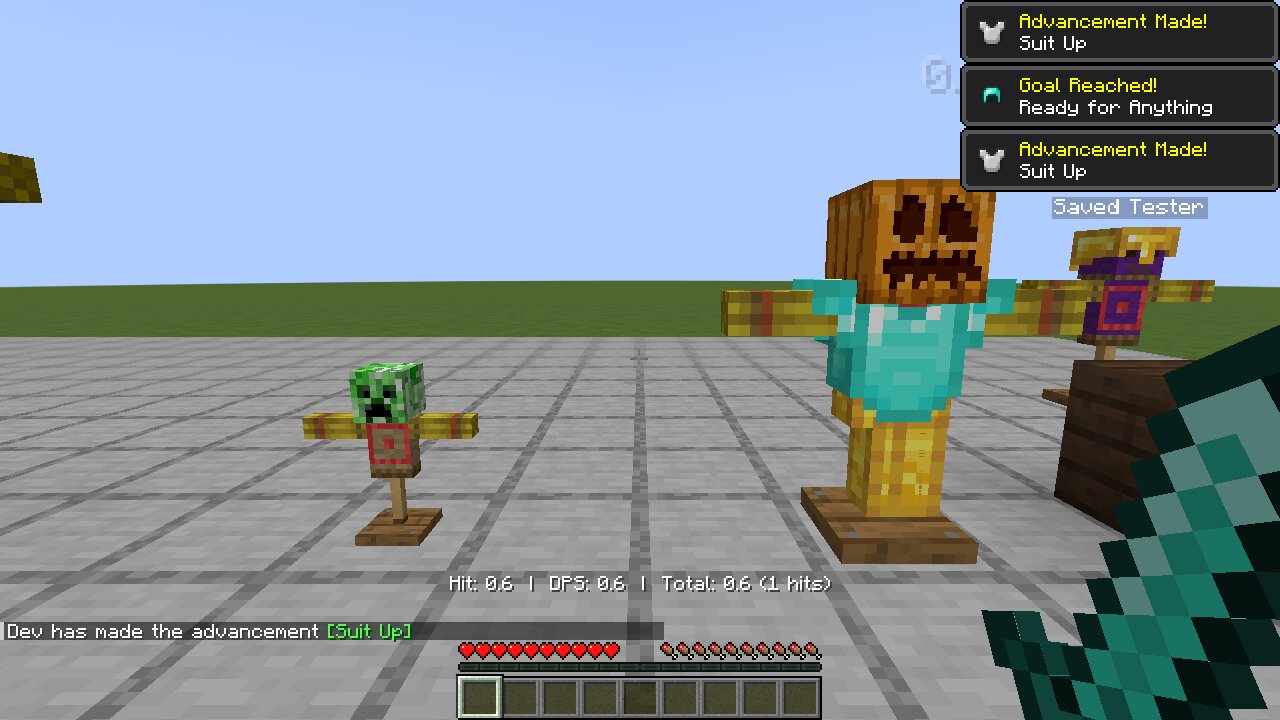 Advancement Made!
Suit Up
Goal Reached!
Ready for Anything
Advancement Made!
Suit Up
Saved Tester
Hit: 0.6 | DPS: 0.6 | Total: 0.6 (1 hits)
Dev has made the advancement [Suit Up]